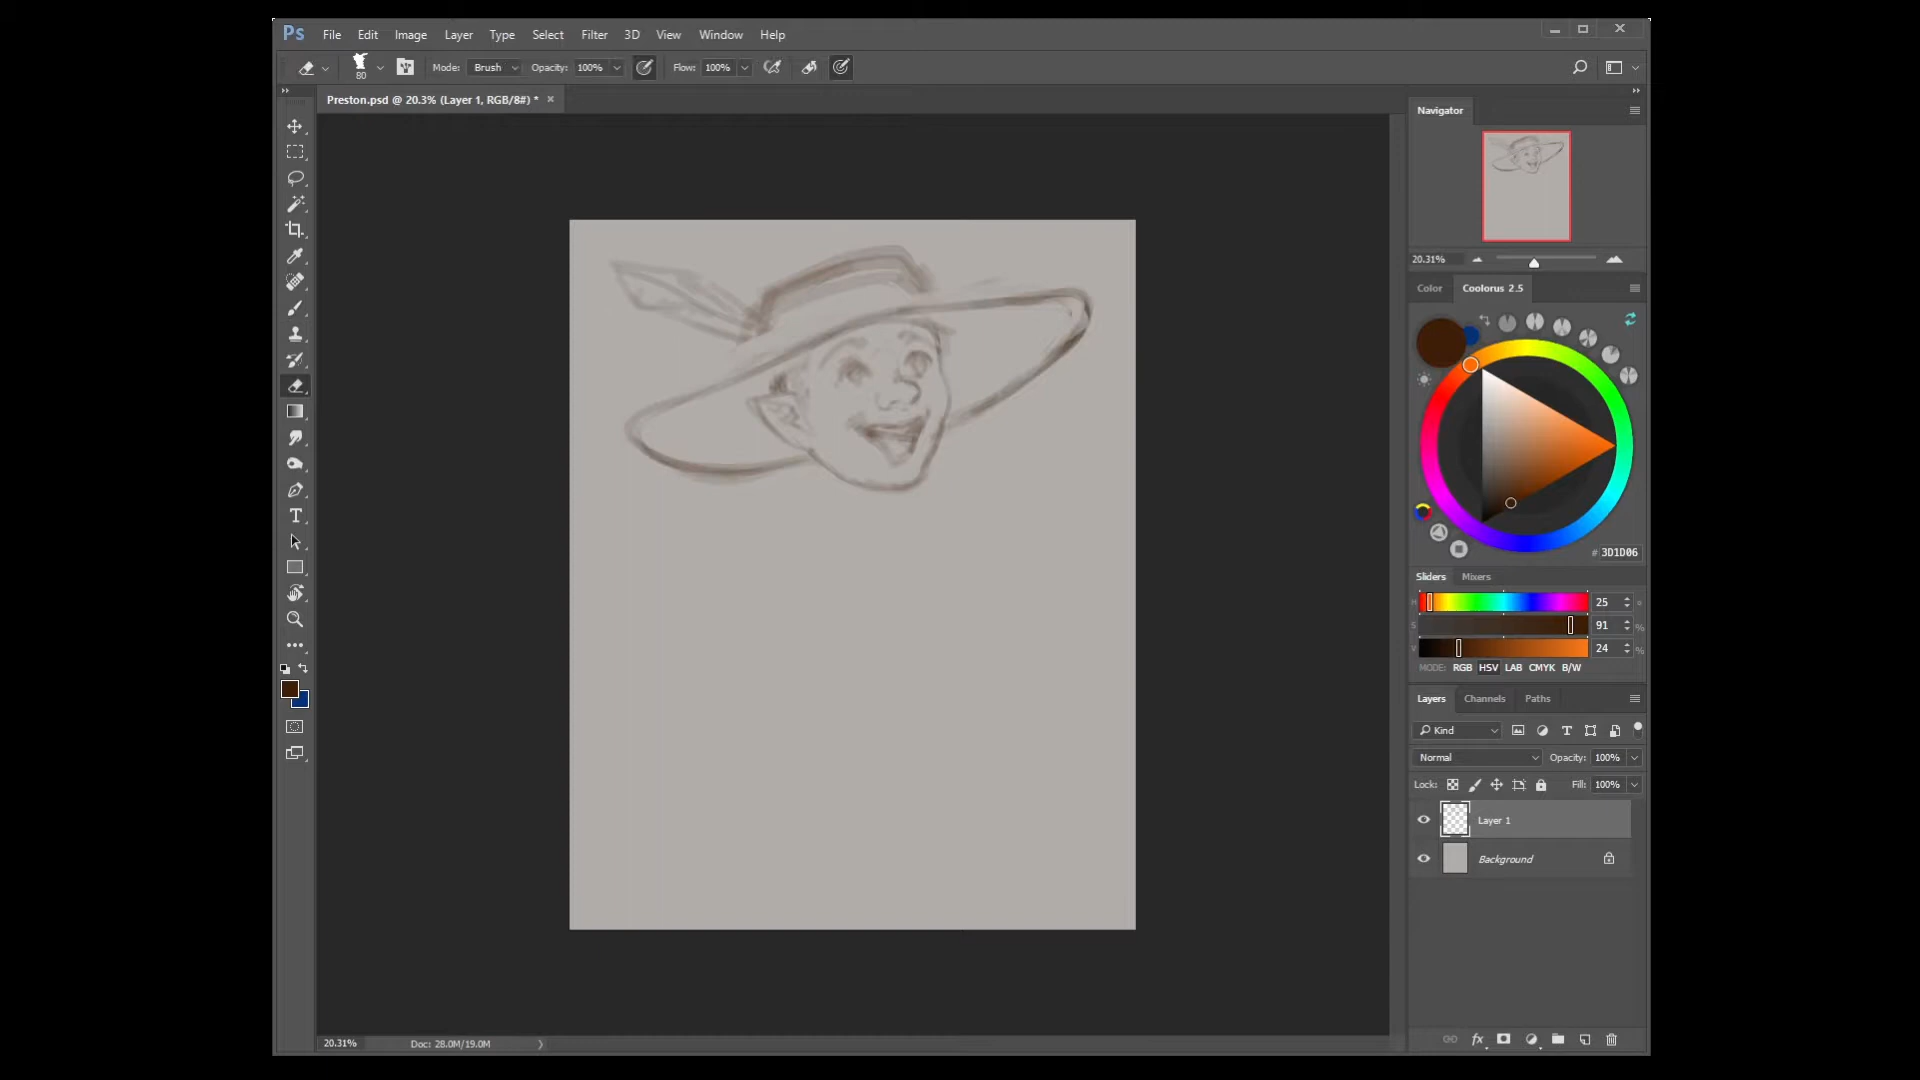 Ps File Edit Image Layer Type Select Filter 3D View Window Help
80 Mode: Brush Opacity: 100% Flow: 100%
Preston.psd @ 20.3% (Layer 1, RGB/8#) *
Navigator
20.31%
Color Coolorus 2.5
# 3D1D06
Sliders Mixers
H 25 °
S 91 %
V 24 %
MODE: RGB HSV LAB CMYK B/W
Layers Channels Paths
Kind
Normal Opacity: 100%
Lock: Fill: 100%
Layer 1
Background
fx
20.31% Doc: 28.0M/19.0M